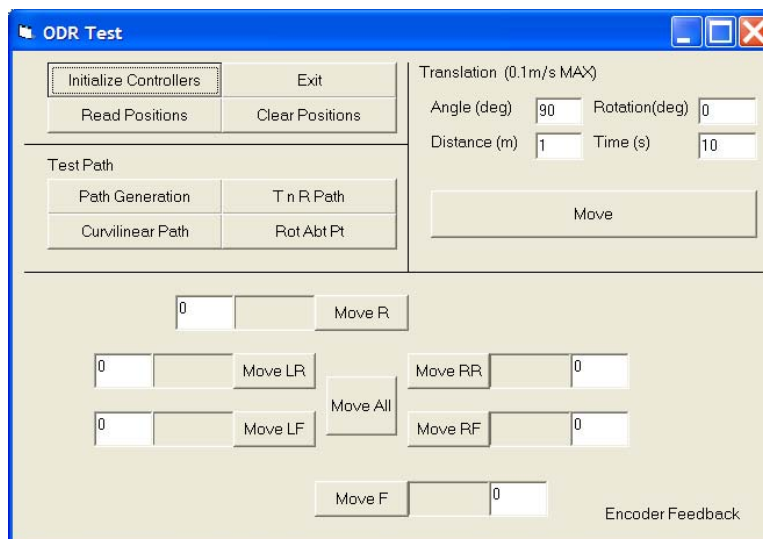 ODR Test
Initialize Controllers Exit
Read Positions Clear Positions
Translation (0.1m/s MAX)
Angle (deg) 90 Rotation(deg) 0
Distance (m) 1 Time (s) 10
Move
Test Path
Path Generation T n R Path
Curvilinear Path Rot Abt Pt
0 Move R
0 Move LR
0 Move LF
Move All
Move RR 0
Move RF 0
Move F 0
Encoder Feedback